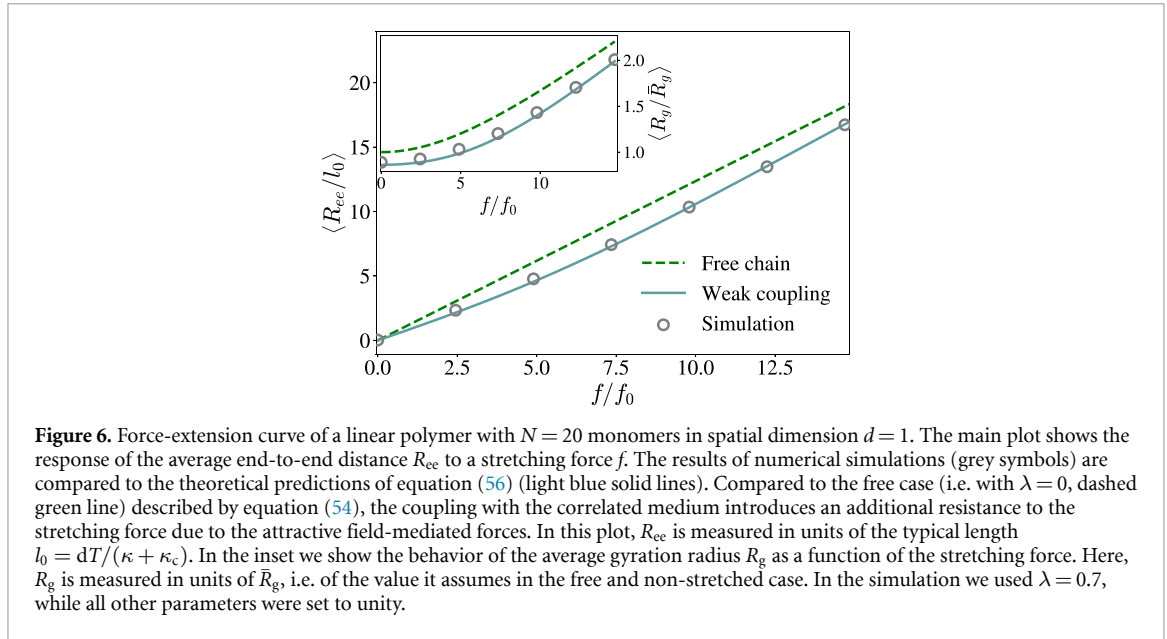 20
15
10
5
0
⟨R_ee/l_0⟩
0
5
10
f/f_0
2.0
1.5
1.0
⟨R_g/R̄_g⟩
Free chain
Weak coupling
Simulation
0.0 2.5 5.0 7.5 10.0 12.5
f/f_0
Figure 6. Force-extension curve of a linear polymer with N = 20 monomers in spatial dimension d = 1. The main plot shows the
response of the average end-to-end distance R_ee to a stretching force f. The results of numerical simulations (grey symbols) are
compared to the theoretical predictions of equation (56) (light blue solid lines). Compared to the free case (i.e. with λ = 0, dashed
green line) described by equation (54), the coupling with the correlated medium introduces an additional resistance to the
stretching force due to the attractive field-mediated forces. In this plot, R_ee is measured in units of the typical length
l_0 = dT/(κ + κ_c). In the inset we show the behavior of the average gyration radius R_g as a function of the stretching force. Here,
R_g is measured in units of R̄_g, i.e. of the value it assumes in the free and non-stretched case. In the simulation we used λ = 0.7,
while all other parameters were set to unity.